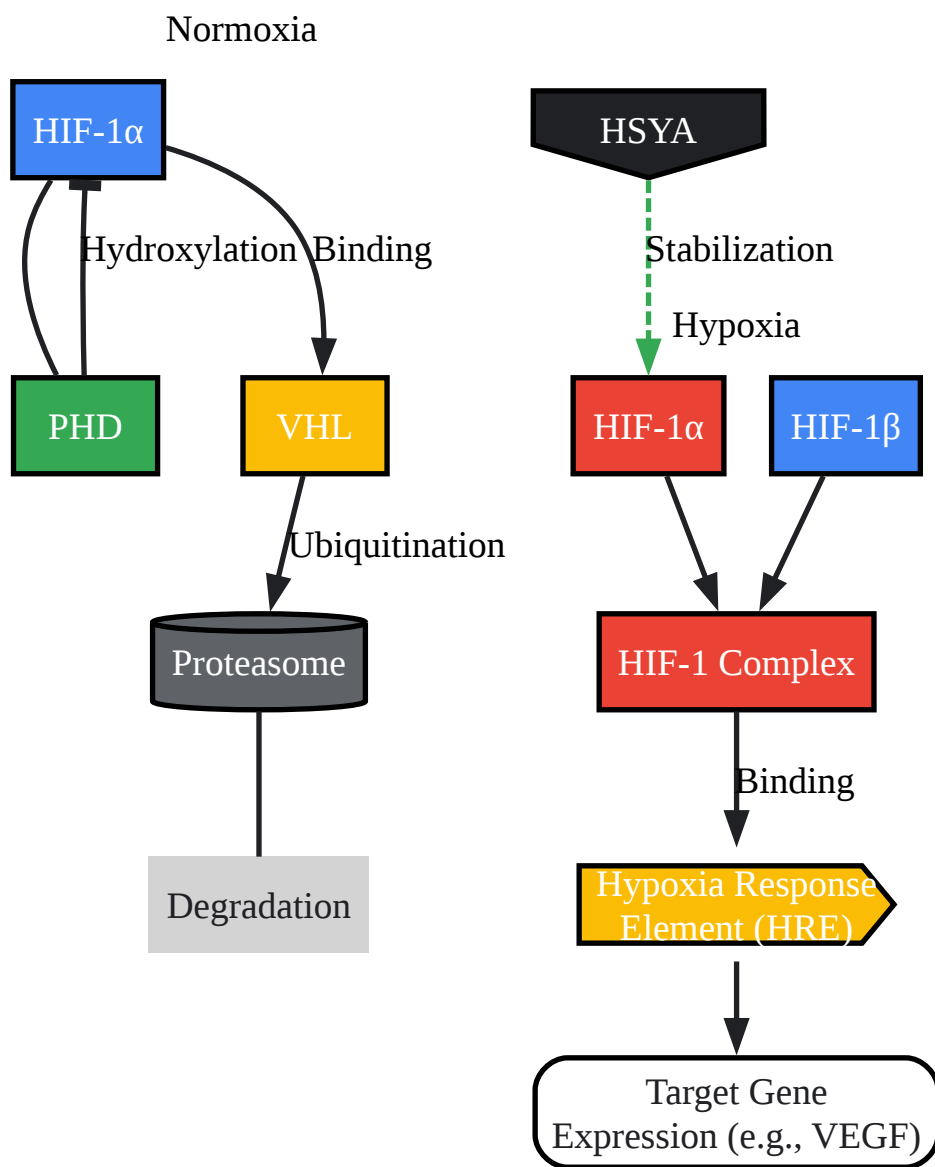 Normoxia
HIF-1α
HSYA
Hydroxylation
Binding
Stabilization
Hypoxia
PHD
VHL
HIF-1α
HIF-1β
Ubiquitination
Proteasome
HIF-1 Complex
Binding
Degradation
Hypoxia Response
Element (HRE)
Target Gene
Expression (e.g., VEGF)